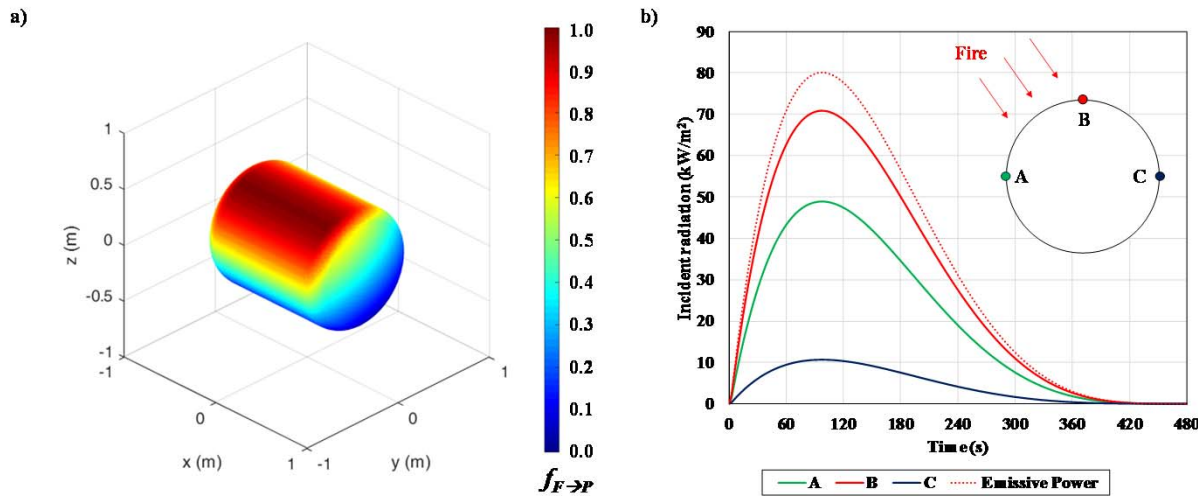 a)
1
0.5
0
-0.5
-1
z (m)
-1
0
1
x (m)
-1
0
1
y (m)
1.0
0.9
0.8
0.7
0.6
0.5
0.4
0.3
0.2
0.1
0.0
f_{F→P}
b)
Incident radiation (kW/m²)
90
80
70
60
50
40
30
20
10
0
0 60 120 180 240 300 360 420 480
Time (s)
Fire
B
A
C
A B C Emissive Power